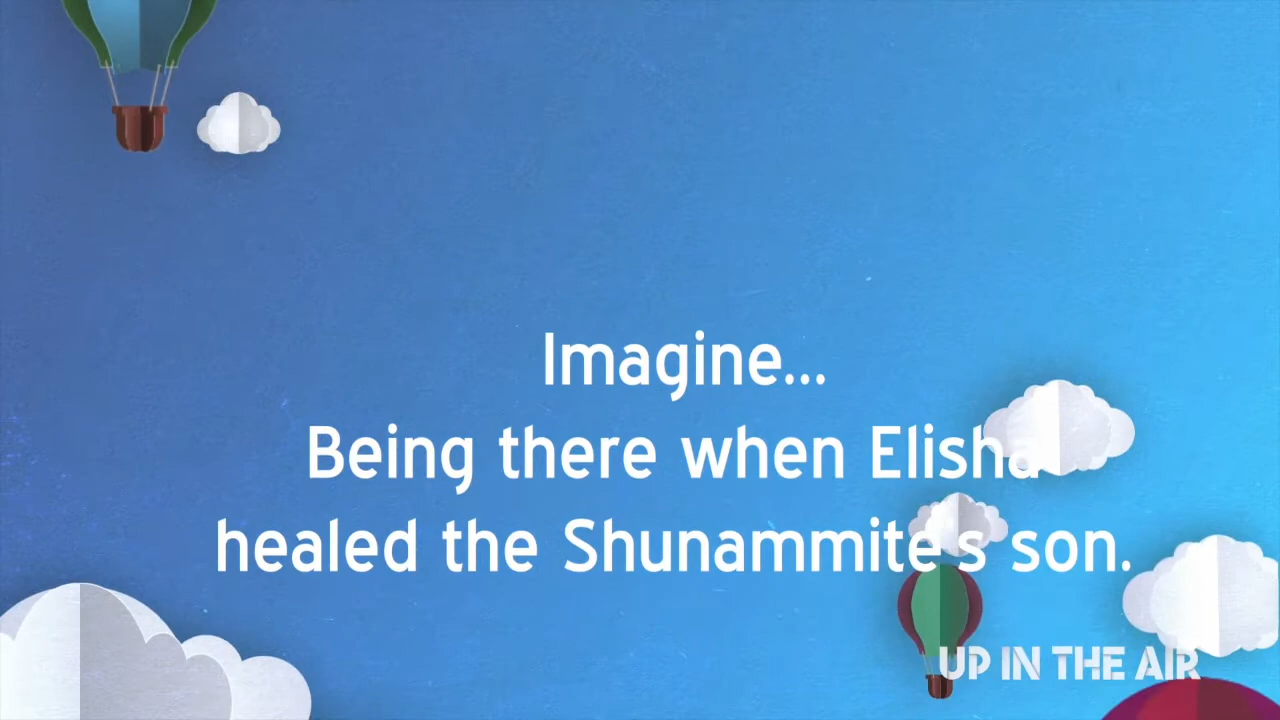 Imagine...
Being there when Elisha
healed the Shunammite's son.
UP IN THE AIR